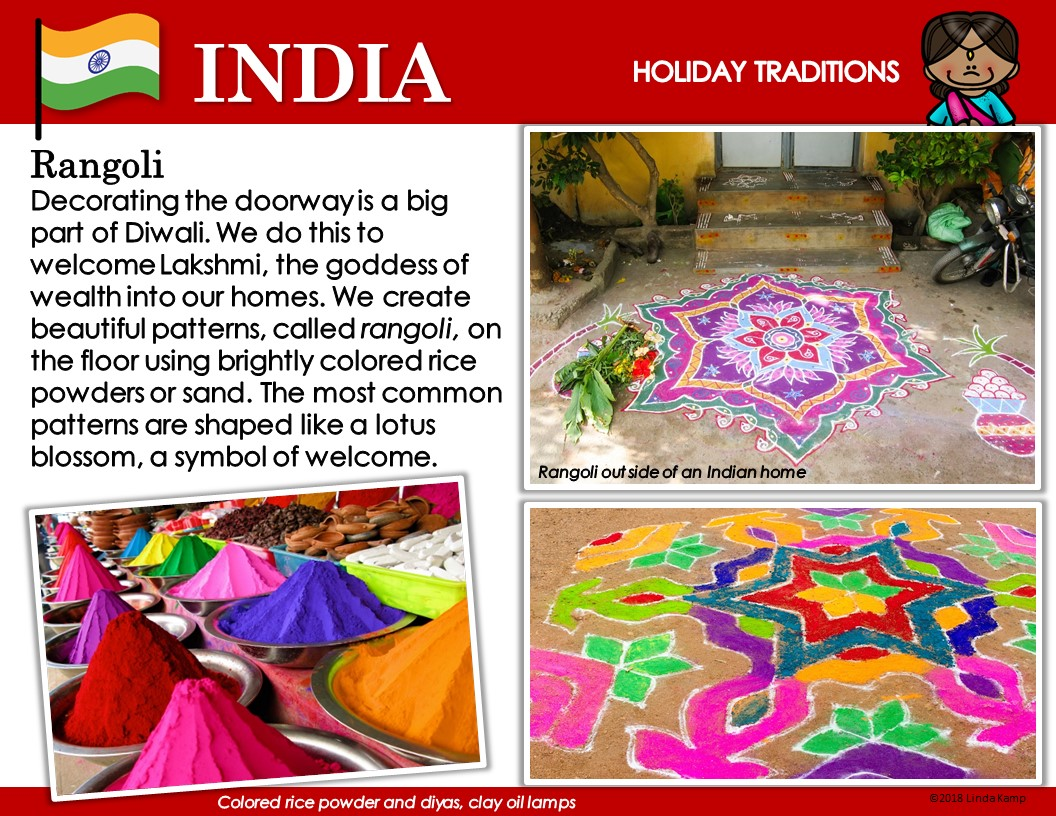 INDIA
HOLIDAY TRADITIONS
Rangoli
Decorating the doorway is a big
part of Diwali. We do this to
welcome Lakshmi, the goddess of
wealth into our homes. We create
beautiful patterns, called rangoli, on
the floor using brightly colored rice
powders or sand. The most common
patterns are shaped like a lotus
blossom, a symbol of welcome.
Rangoli outside of an Indian home
Colored rice powder and diyas, clay oil lamps
©2018 Linda Kamp